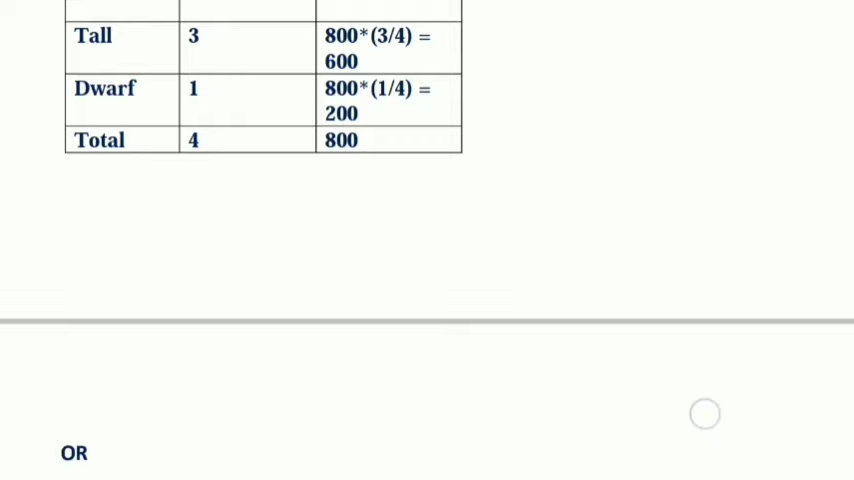 Tall 3 800*(3/4) =
600
Dwarf 1 800*(1/4) =
200
Total 4 800
OR